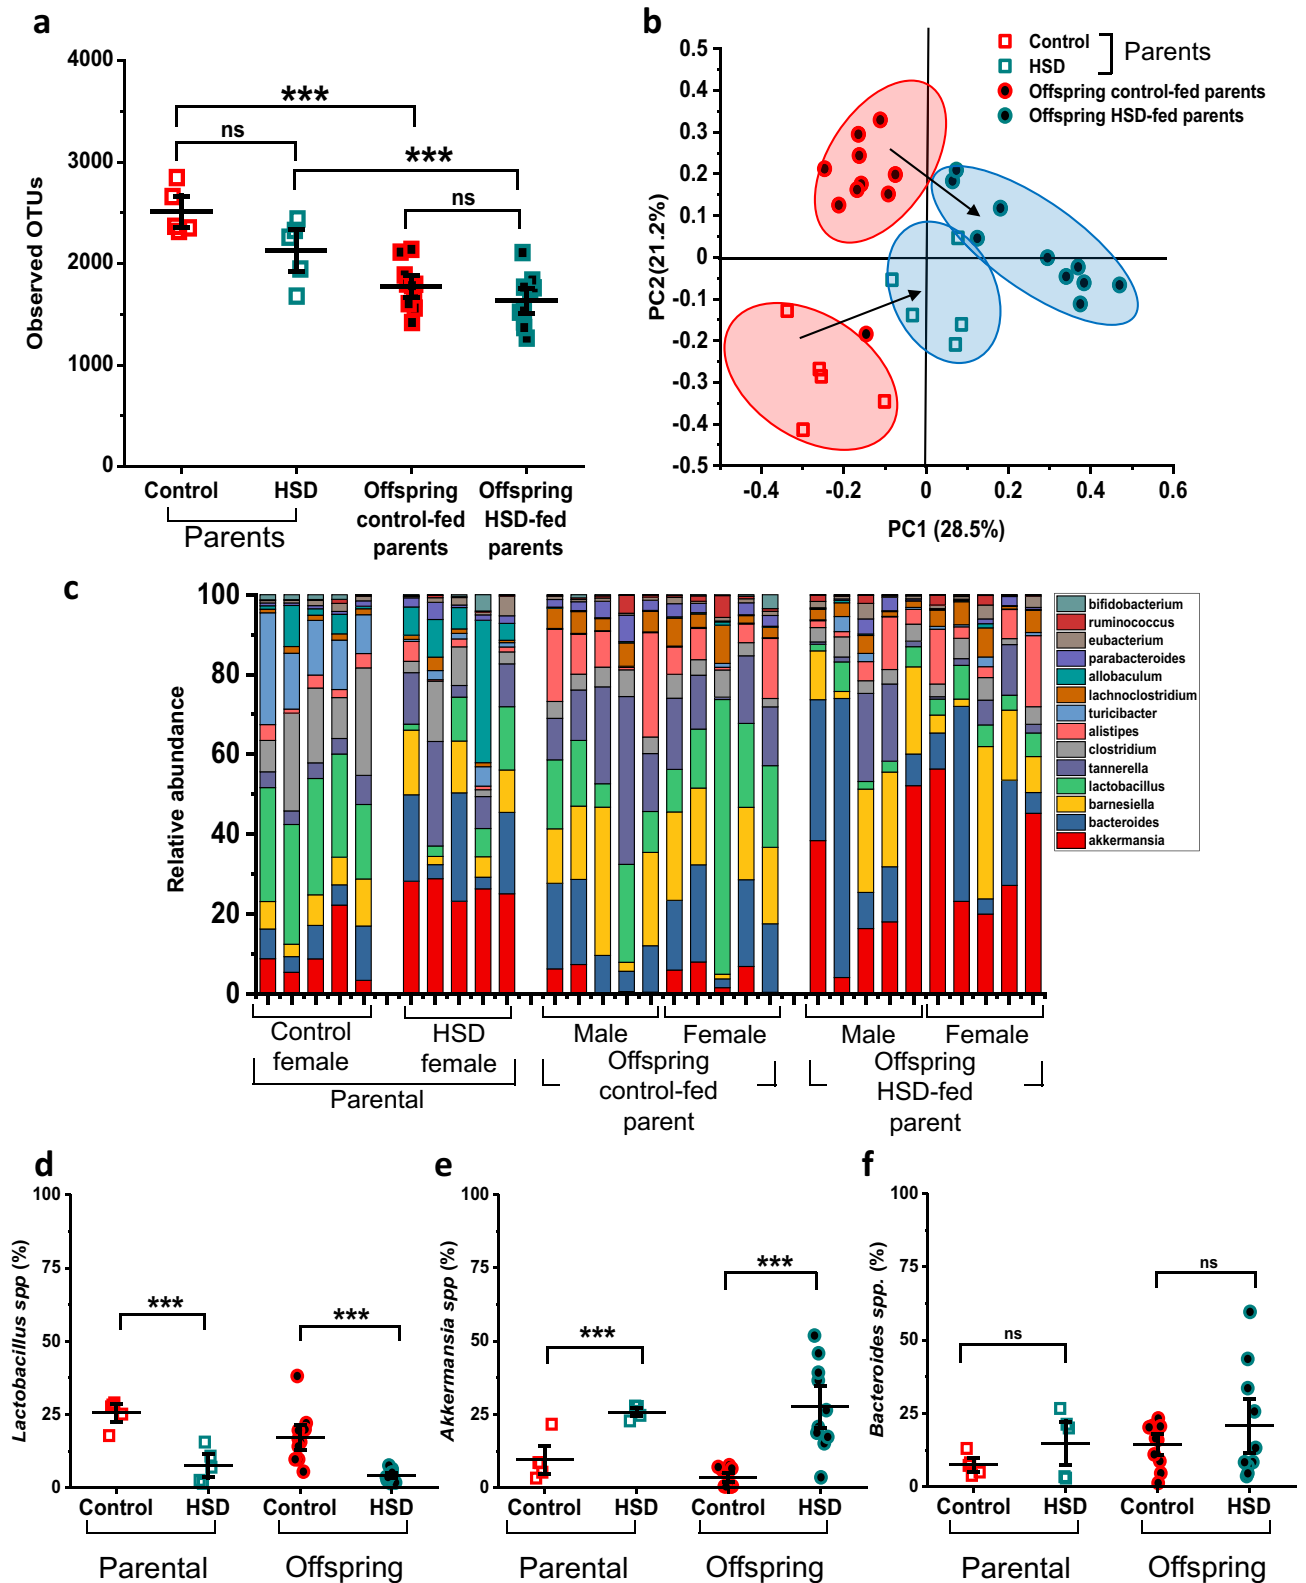 a
4000
3000
2000
1000
0
Observed OTUs
***
ns
***
ns
Control
HSD
Offspring
control-fed
parents
Offspring
HSD-fed
parents
Parents
b
0.5
0.4
0.3
0.2
0.1
0
-0.1
-0.2
-0.3
-0.4
-0.5
PC2(21.2%)
-0.4
-0.2
0
0.2
0.4
0.6
PC1 (28.5%)
Control
HSD
Parents
Offspring control-fed parents
Offspring HSD-fed parents
c
100
80
60
40
20
0
Relative abundance
bifidobacterium
ruminococcus
eubacterium
parabacteroides
allobaculum
lachnoclostridium
turicibacter
alistipes
clostridium
tannerella
lactobacillus
barnesiella
bacteroides
akkermansia
Control
female
HSD
female
Parental
Male
Female
Offspring
control-fed
parent
Male
Female
Offspring
HSD-fed
parent
d
100
75
50
25
0
Lactobacillus spp (%)
***
***
Control
HSD
Control
HSD
Parental
Offspring
e
100
75
50
25
0
Akkermansia spp (%)
***
***
Control
HSD
Control
HSD
Parental
Offspring
f
100
75
50
25
0
Bacteroides spp. (%)
ns
ns
Control
HSD
Control
HSD
Parental
Offspring